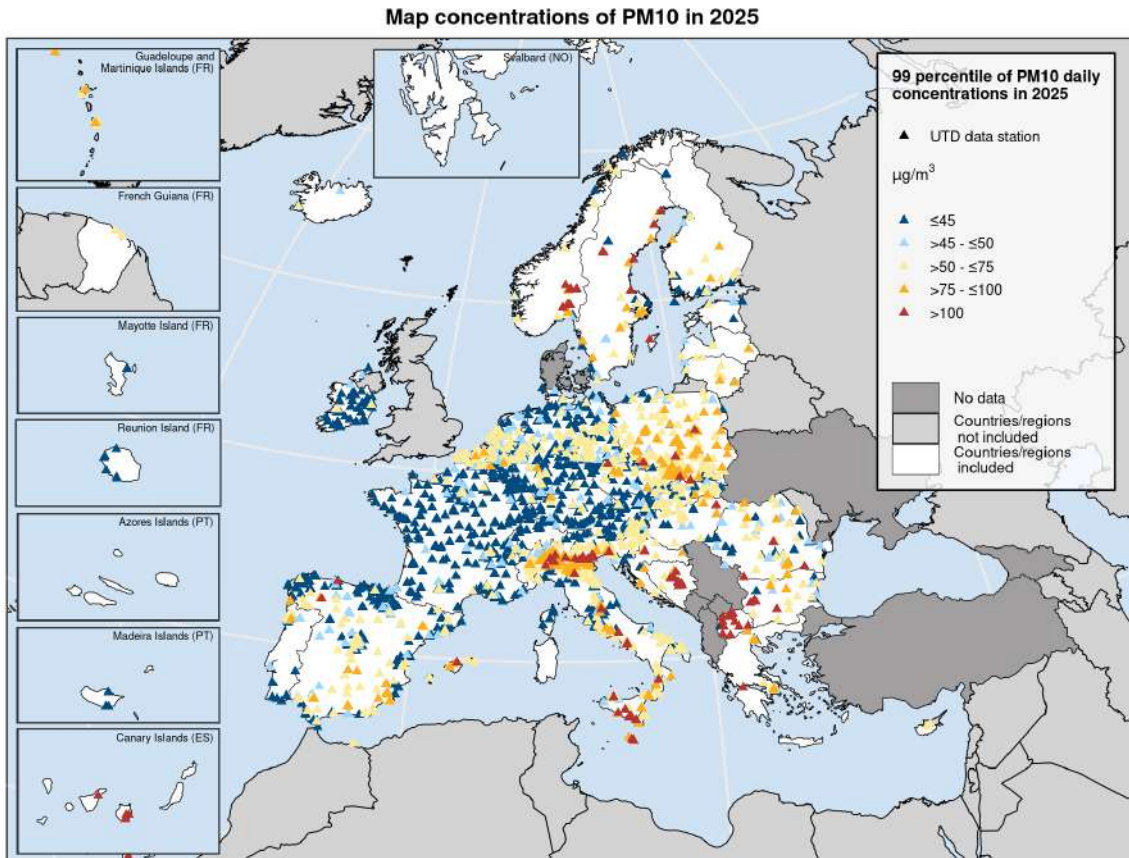 Map concentrations of PM10 in 2025
Guadeloupe and
Martinique Islands (FR)
Svalbard (NO)
French Guiana (FR)
Mayotte Island (FR)
Reunion Island (FR)
Azores Islands (PT)
Madeira Islands (PT)
Canary Islands (ES)
99 percentile of PM10 daily
concentrations in 2025
UTD data station
µg/m³
≤45
>45 - ≤50
>50 - ≤75
>75 - ≤100
>100
No data
Countries/regions
not included
Countries/regions
included